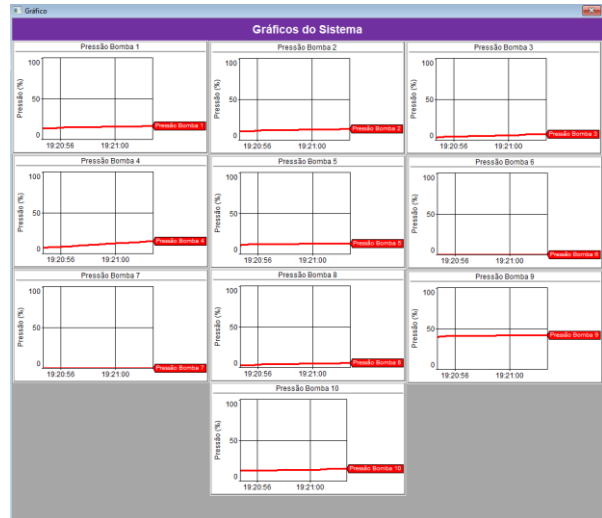 Gráfico
Gráficos do Sistema
Pressão Bomba 1
Pressão (%)
100
50
0
19:20:56 19:21:00
Pressão Bomba 1
Pressão Bomba 2
Pressão (%)
100
50
0
19:20:56 19:21:00
Pressão Bomba 2
Pressão Bomba 3
Pressão (%)
100
50
0
19:20:56 19:21:00
Pressão Bomba 3
Pressão Bomba 4
Pressão (%)
100
50
0
19:20:56 19:21:00
Pressão Bomba 4
Pressão Bomba 5
Pressão (%)
100
50
0
19:20:56 19:21:00
Pressão Bomba 5
Pressão Bomba 6
Pressão (%)
100
50
0
19:20:56 19:21:00
Pressão Bomba 6
Pressão Bomba 7
Pressão (%)
100
50
0
19:20:56 19:21:00
Pressão Bomba 7
Pressão Bomba 8
Pressão (%)
100
50
0
19:20:56 19:21:00
Pressão Bomba 8
Pressão Bomba 9
Pressão (%)
100
50
0
19:20:56 19:21:00
Pressão Bomba 9
Pressão Bomba 10
Pressão (%)
100
50
0
19:20:56 19:21:00
Pressão Bomba 10